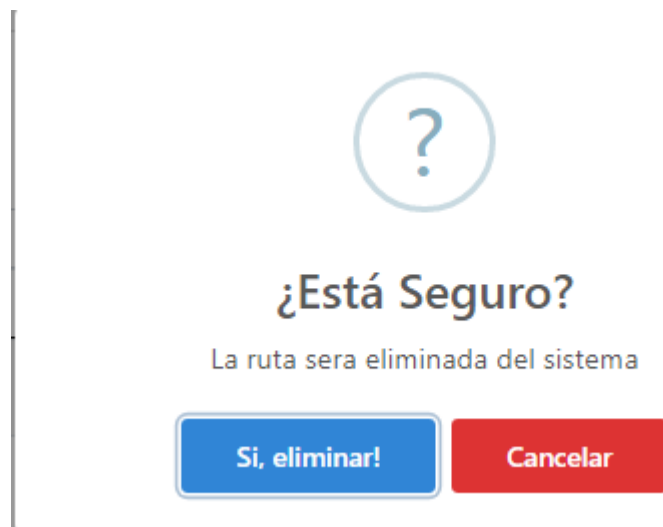 ?
¿Está Seguro?
La ruta sera eliminada del sistema
Si, eliminar!
Cancelar